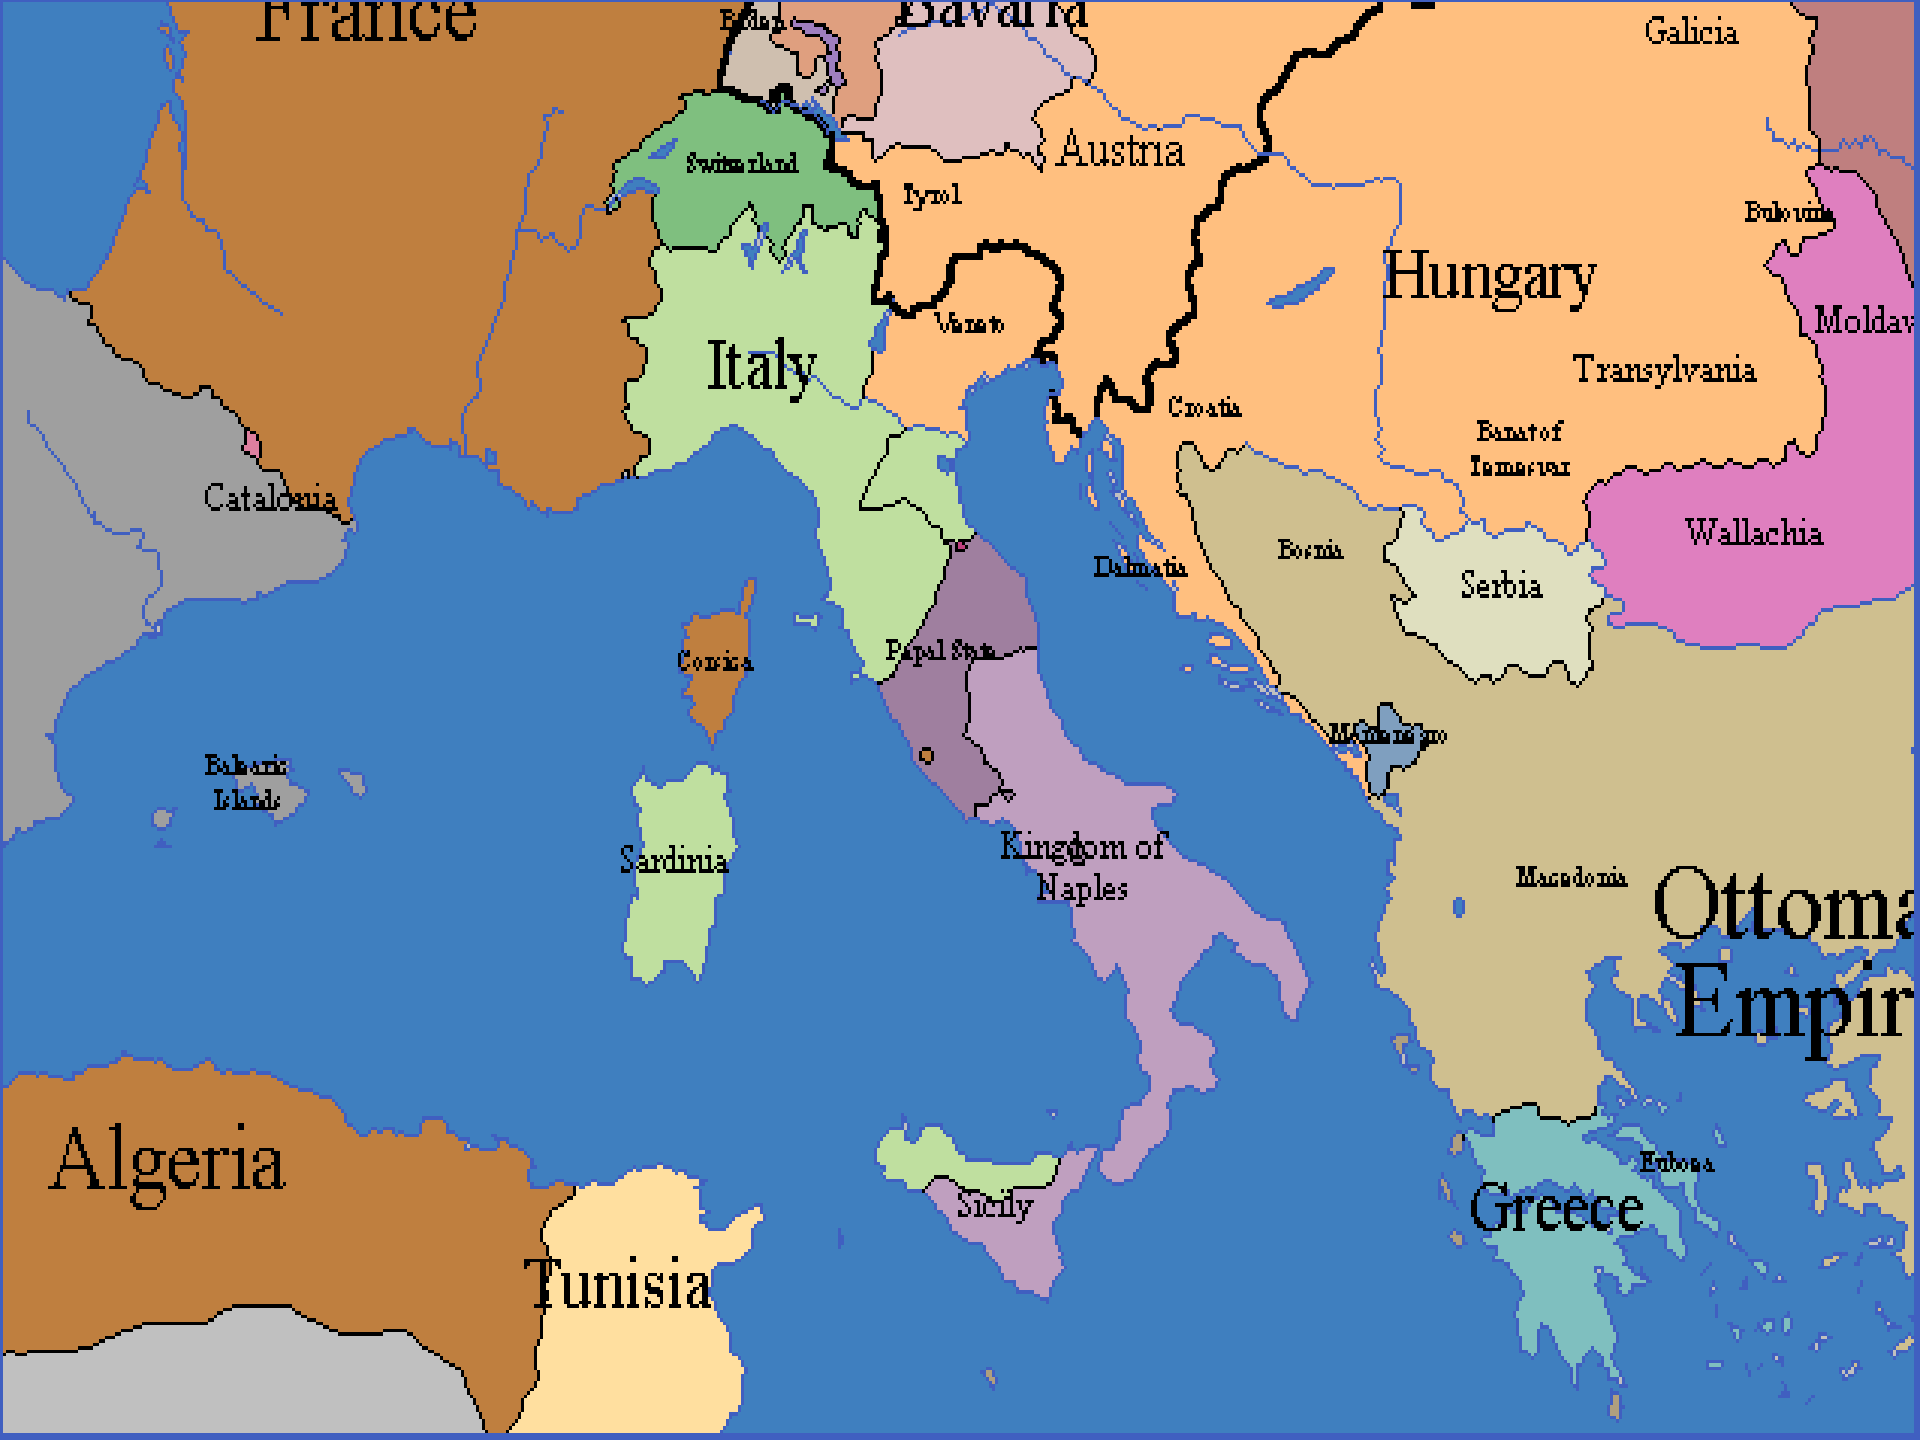 France
Baden
Bavaria
Galicia
Switzerland
Austria
Tyrol
Bukovina
Hungary
Moldav
Veneto
Italy
Transylvania
Croatia
Banat of
Temesvar
Catalonia
Wallachia
Bosnia
Dalmatia
Serbia
Papal State
Corsica
Montenegro
Balearic
Islands
Kingdom of
Naples
Sardinia
Macedonia
Ottoma
Empir
Algeria
Euboea
Sicily
Greece
Tunisia